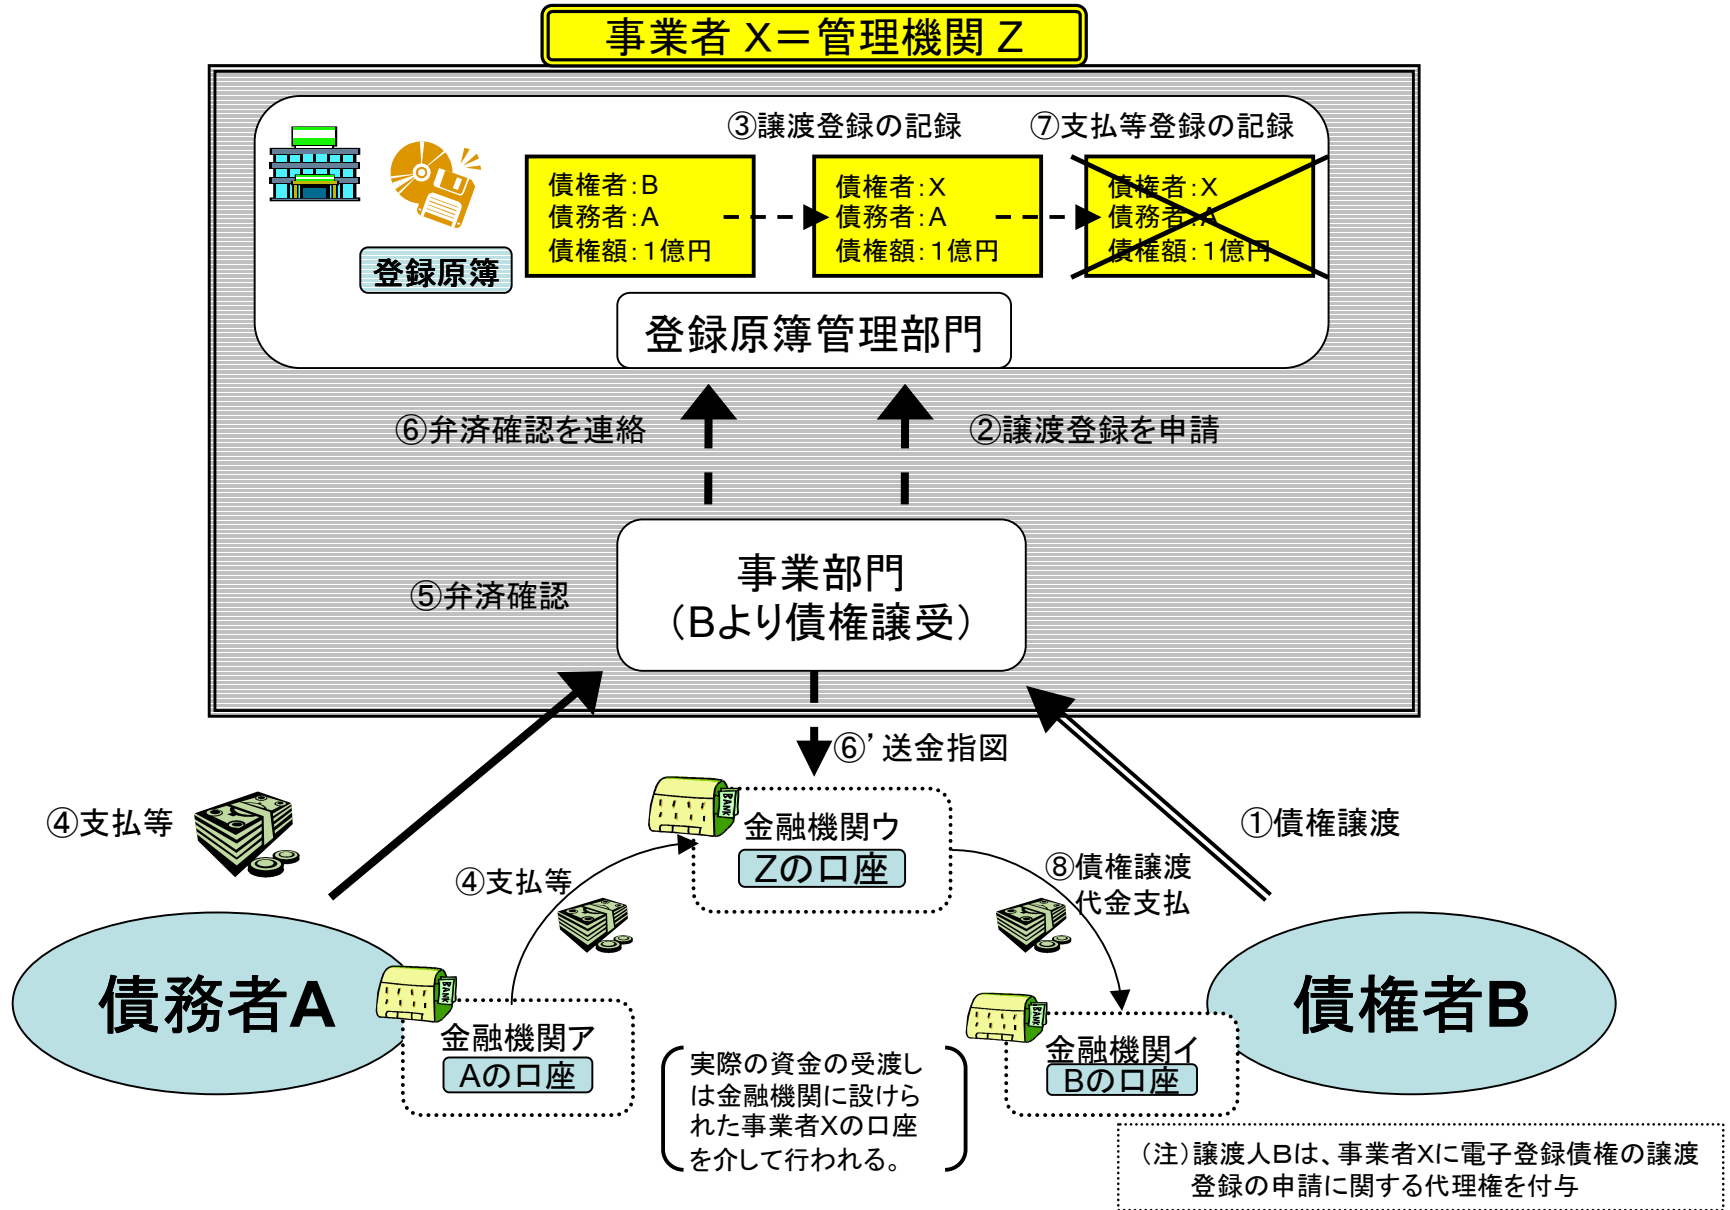 事業者 X＝管理機関 Z
③譲渡登録の記録
⑦支払等登録の記録
債権者：B
債務者：A
債権額：１億円
債権者：X
債務者：A
債権額：１億円
債権者：X
債務者：A
債権額：１億円
登録原簿
登録原簿管理部門
⑥弁済確認を連絡
②譲渡登録を申請
⑤弁済確認
事業部門
（Bより債権譲受）
⑥’送金指図
④支払等
①債権譲渡
BANK
金融機関ウ
Zの口座
④支払等
⑧債権譲渡
代金支払
債務者A
BANK
金融機関ア
Aの口座
債権者B
BANK
金融機関イ
Bの口座
実際の資金の受渡し
は金融機関に設けら
れた事業者Xの口座
を介して行われる。
（注）譲渡人Bは、事業者Xに電子登録債権の譲渡
登録の申請に関する代理権を付与